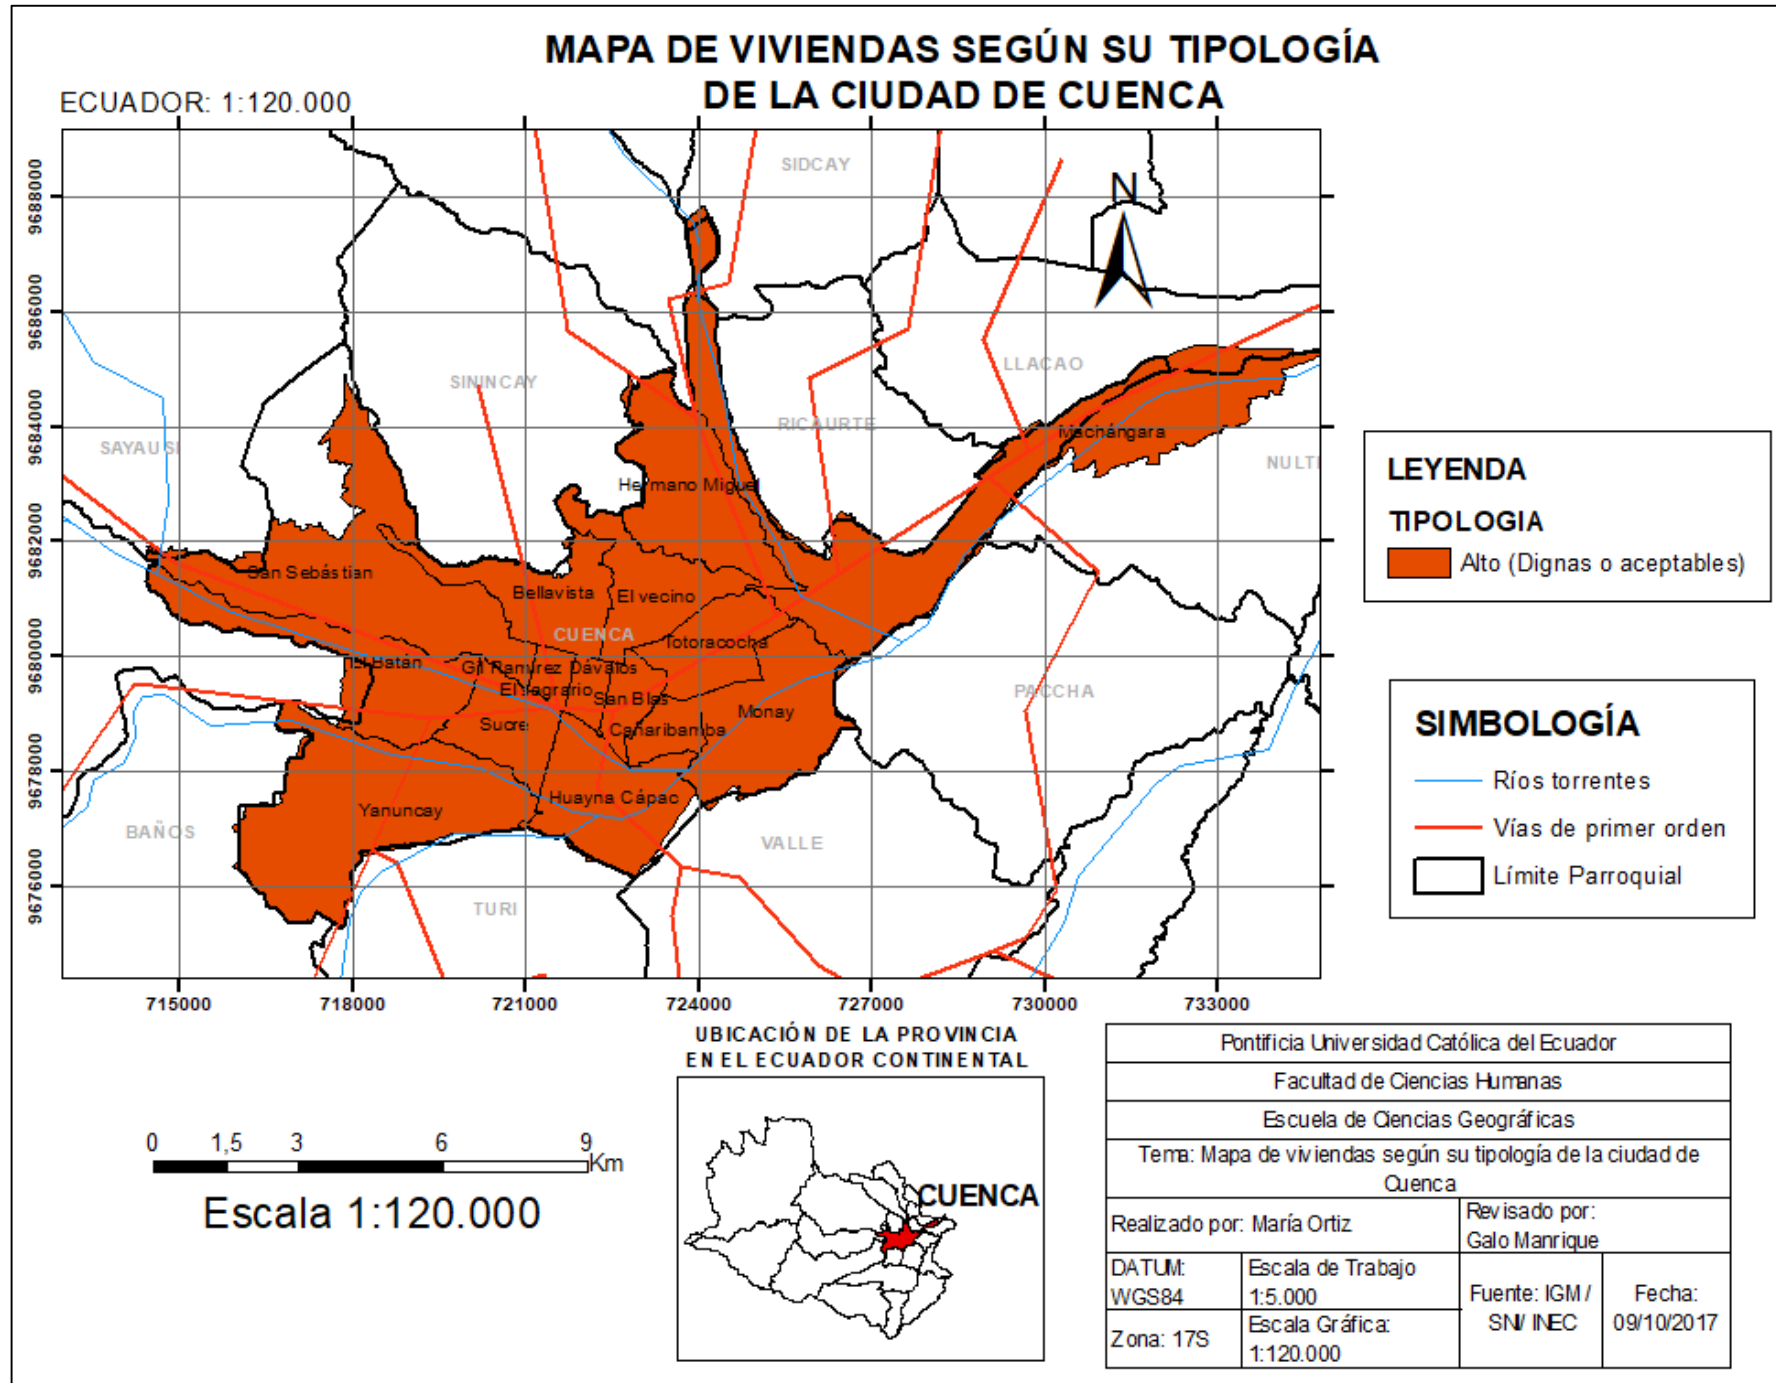 MAPA DE VIVIENDAS SEGÚN SU TIPOLOGÍA
DE LA CIUDAD DE CUENCA
ECUADOR: 1:120.000
9688000
9686000
9684000
9682000
9680000
9678000
9676000
SIDCAY
N
LLACAO
SININCAY
RICAURTE
Machángara
SAYAUSI
NULTI
Hermano Miguel
San Sebástian
Bellavista
El vecino
CUENCA
Totoracocha
El Batán
Gil Ramírez Dávalos
El sagrario
San Blas
PACCHA
Monay
Sucre
Cañaribamba
Huayna Cápac
Yanuncay
BAÑOS
VALLE
TURI
715000
718000
721000
724000
727000
730000
733000
LEYENDA
TIPOLOGIA
Alto (Dignas o aceptables)
SIMBOLOGÍA
Ríos torrentes
Vías de primer orden
Límite Parroquial
UBICACIÓN DE LA PROVINCIA
EN EL ECUADOR CONTINENTAL
CUENCA
0 1,5 3 6 9
Km
Escala 1:120.000
Pontificia Universidad Católica del Ecuador
Facultad de Ciencias Humanas
Escuela de Ciencias Geográficas
Tema: Mapa de viviendas según su tipología de la ciudad de
Cuenca
Realizado por: María Ortiz
Revisado por:
Galo Manrique
DATUM:
WGS84
Escala de Trabajo
1:5.000
Fuente: IGM /
SNI/ INEC
Fecha:
09/10/2017
Zona: 17S
Escala Gráfica:
1:120.000